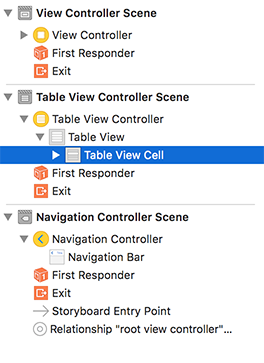 View Controller Scene
View Controller
First Responder
Exit
Table View Controller Scene
Table View Controller
Table View
Table View Cell
First Responder
Exit
Navigation Controller Scene
Navigation Controller
Navigation Bar
First Responder
Exit
Storyboard Entry Point
Relationship "root view controller"...